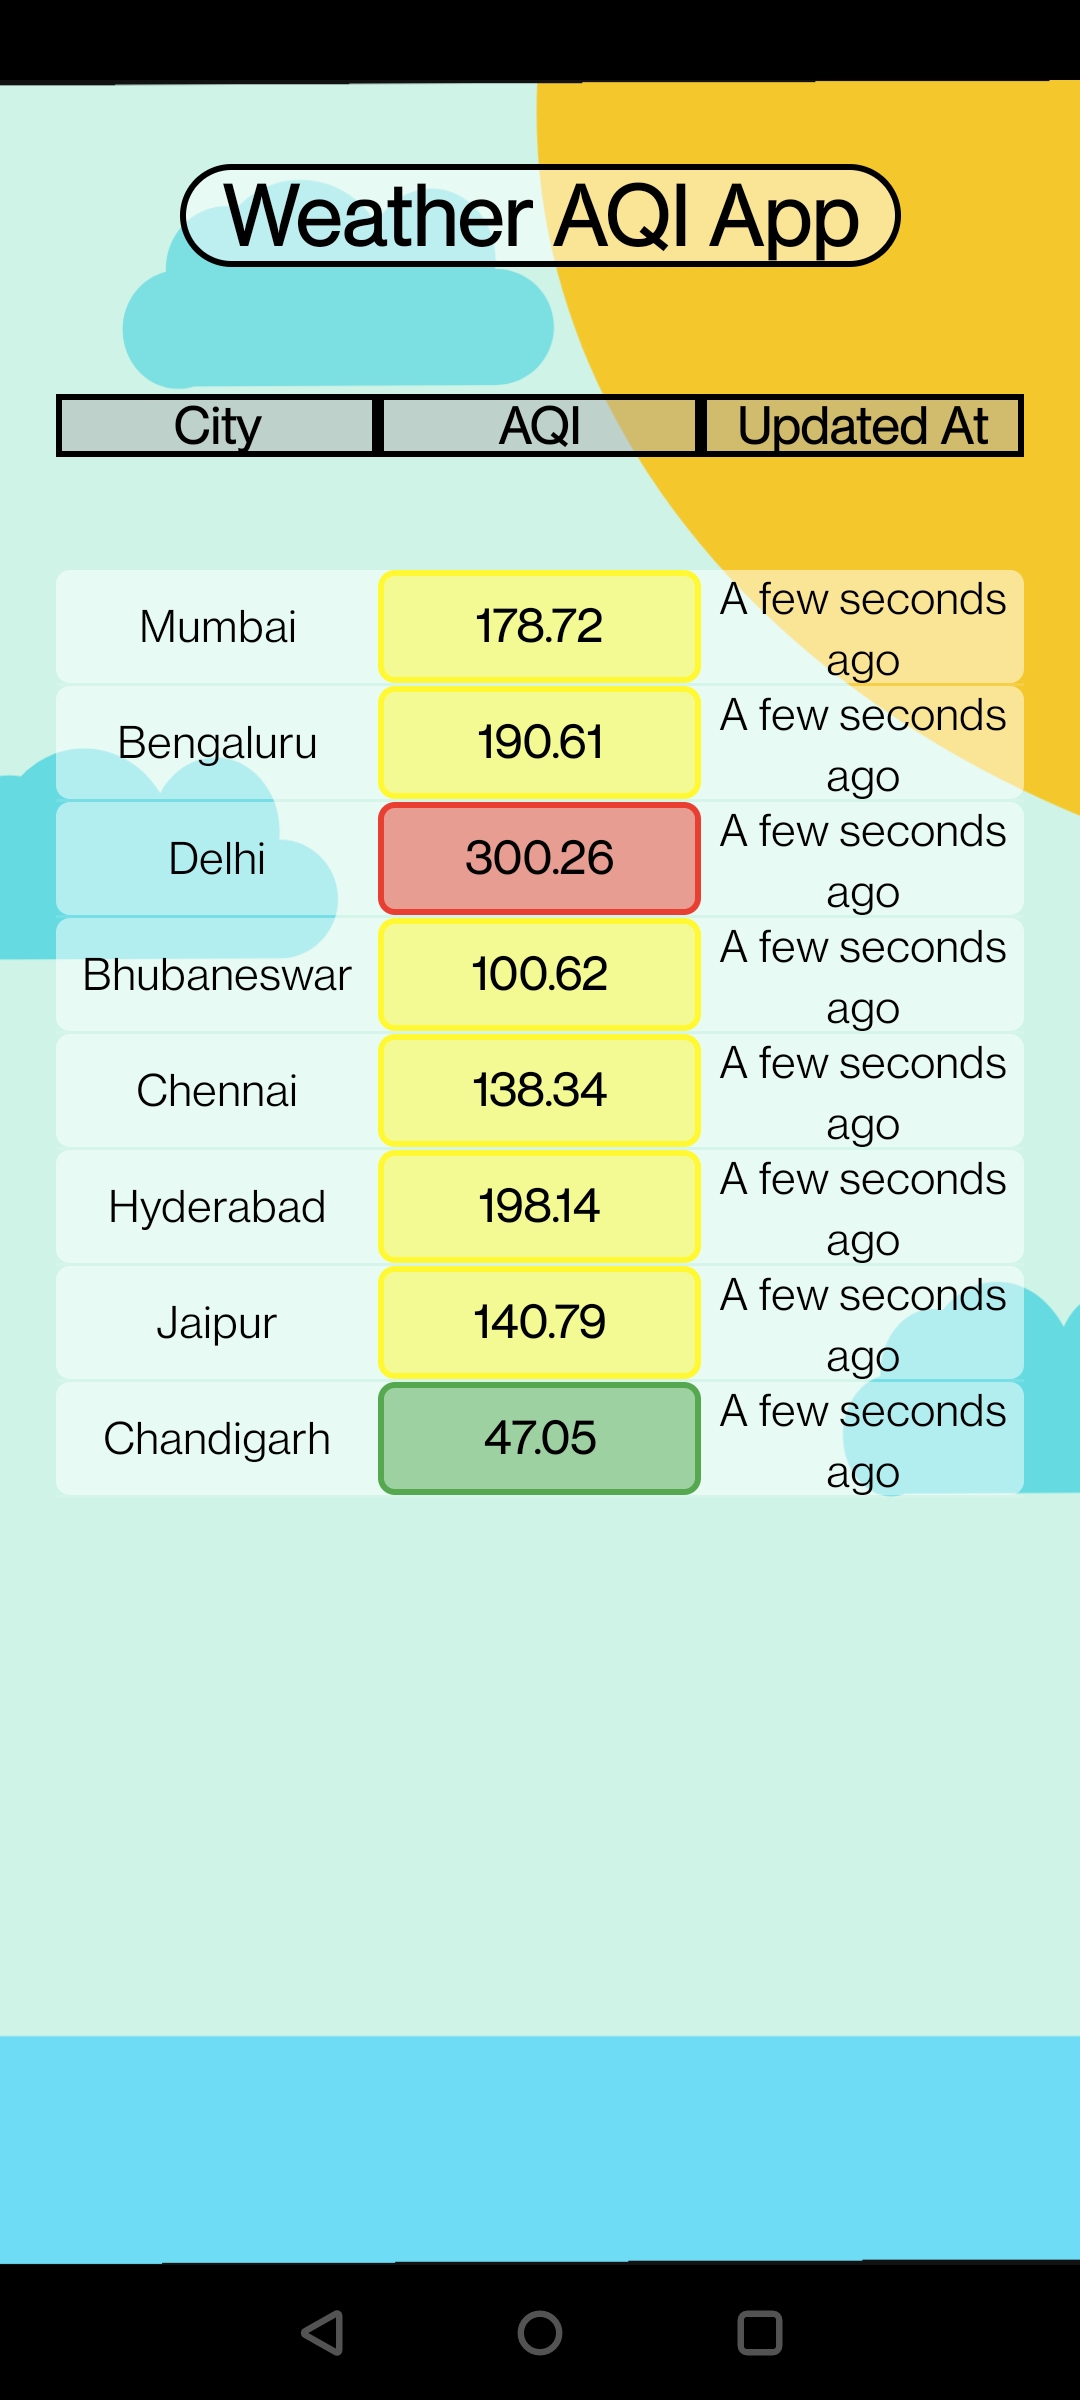 Weather AQI App
City AQI Updated At
Mumbai 178.72 A few seconds
ago
Bengaluru 190.61 A few seconds
ago
Delhi 300.26 A few seconds
ago
Bhubaneswar 100.62 A few seconds
ago
Chennai 138.34 A few seconds
ago
Hyderabad 198.14 A few seconds
ago
Jaipur 140.79 A few seconds
ago
Chandigarh 47.05 A few seconds
ago